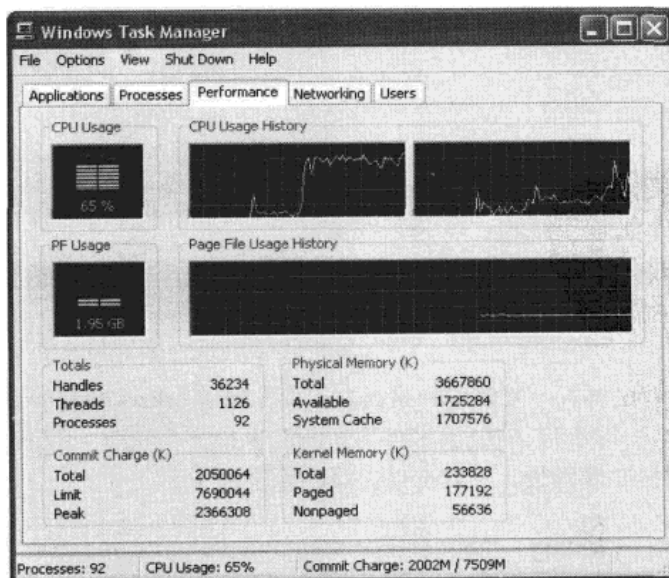 Windows Task Manager
File Options View Shut Down Help
Applications Processes Performance Networking Users
CPU Usage CPU Usage History
65 %
PF Usage Page File Usage History
1.95 GB
Totals
Handles 36234
Threads 1126
Processes 92
Physical Memory (K)
Total 3667860
Available 1725284
System Cache 1707576
Commit Charge (K)
Total 2050064
Limit 7690044
Peak 2366308
Kernel Memory (K)
Total 233828
Paged 177192
Nonpaged 56636
Processes: 92 CPU Usage: 65% Commit Charge: 2002M / 7509M